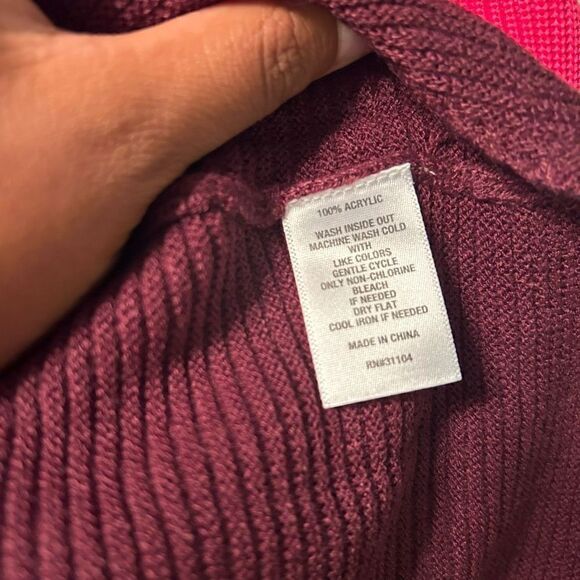 100% ACRYLIC
WASH INSIDE OUT
MACHINE WASH COLD
WITH
LIKE COLORS
GENTLE CYCLE
ONLY NON-CHLORINE
BLEACH
IF NEEDED
DRY FLAT
COOL IRON IF NEEDED
MADE IN CHINA
RN#31104